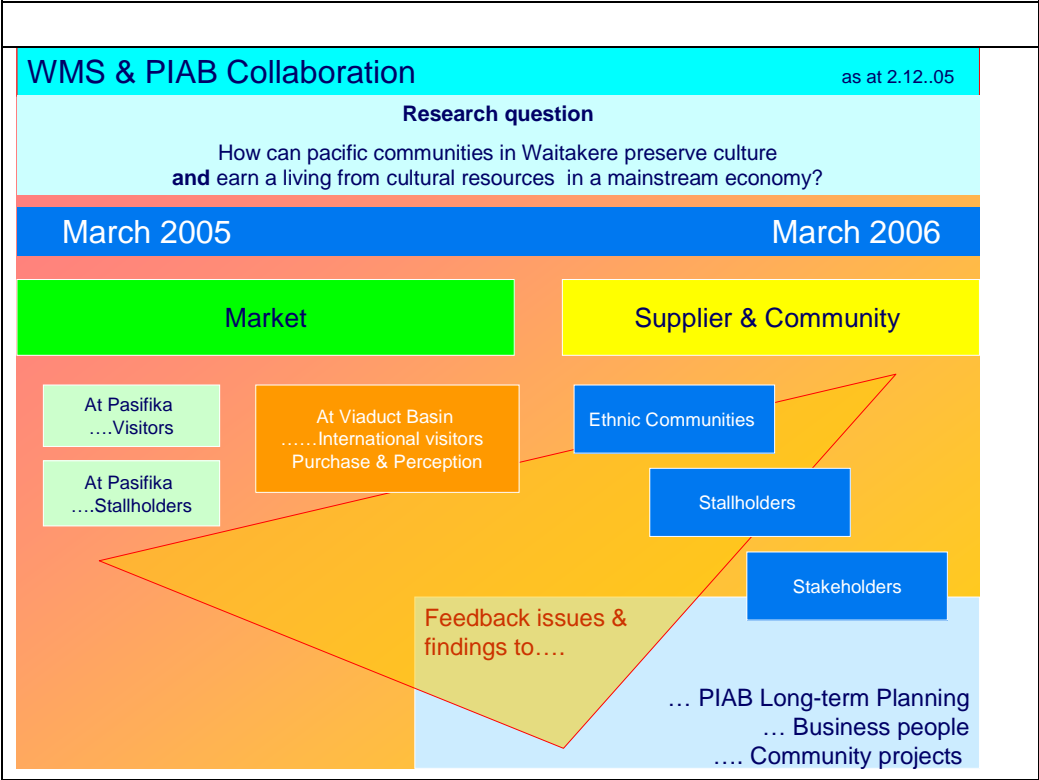 WMS & PIAB Collaboration
as at 2.12..05
Research question
How can pacific communities in Waitakere preserve culture
and earn a living from cultural resources in a mainstream economy?
March 2005
March 2006
Market
Supplier & Community
At Pasifika
….Visitors
At Pasifika
….Stallholders
At Viaduct Basin
……International visitors
Purchase & Perception
Ethnic Communities
Stallholders
Stakeholders
Feedback issues &
findings to….
… PIAB Long-term Planning
… Business people
…. Community projects